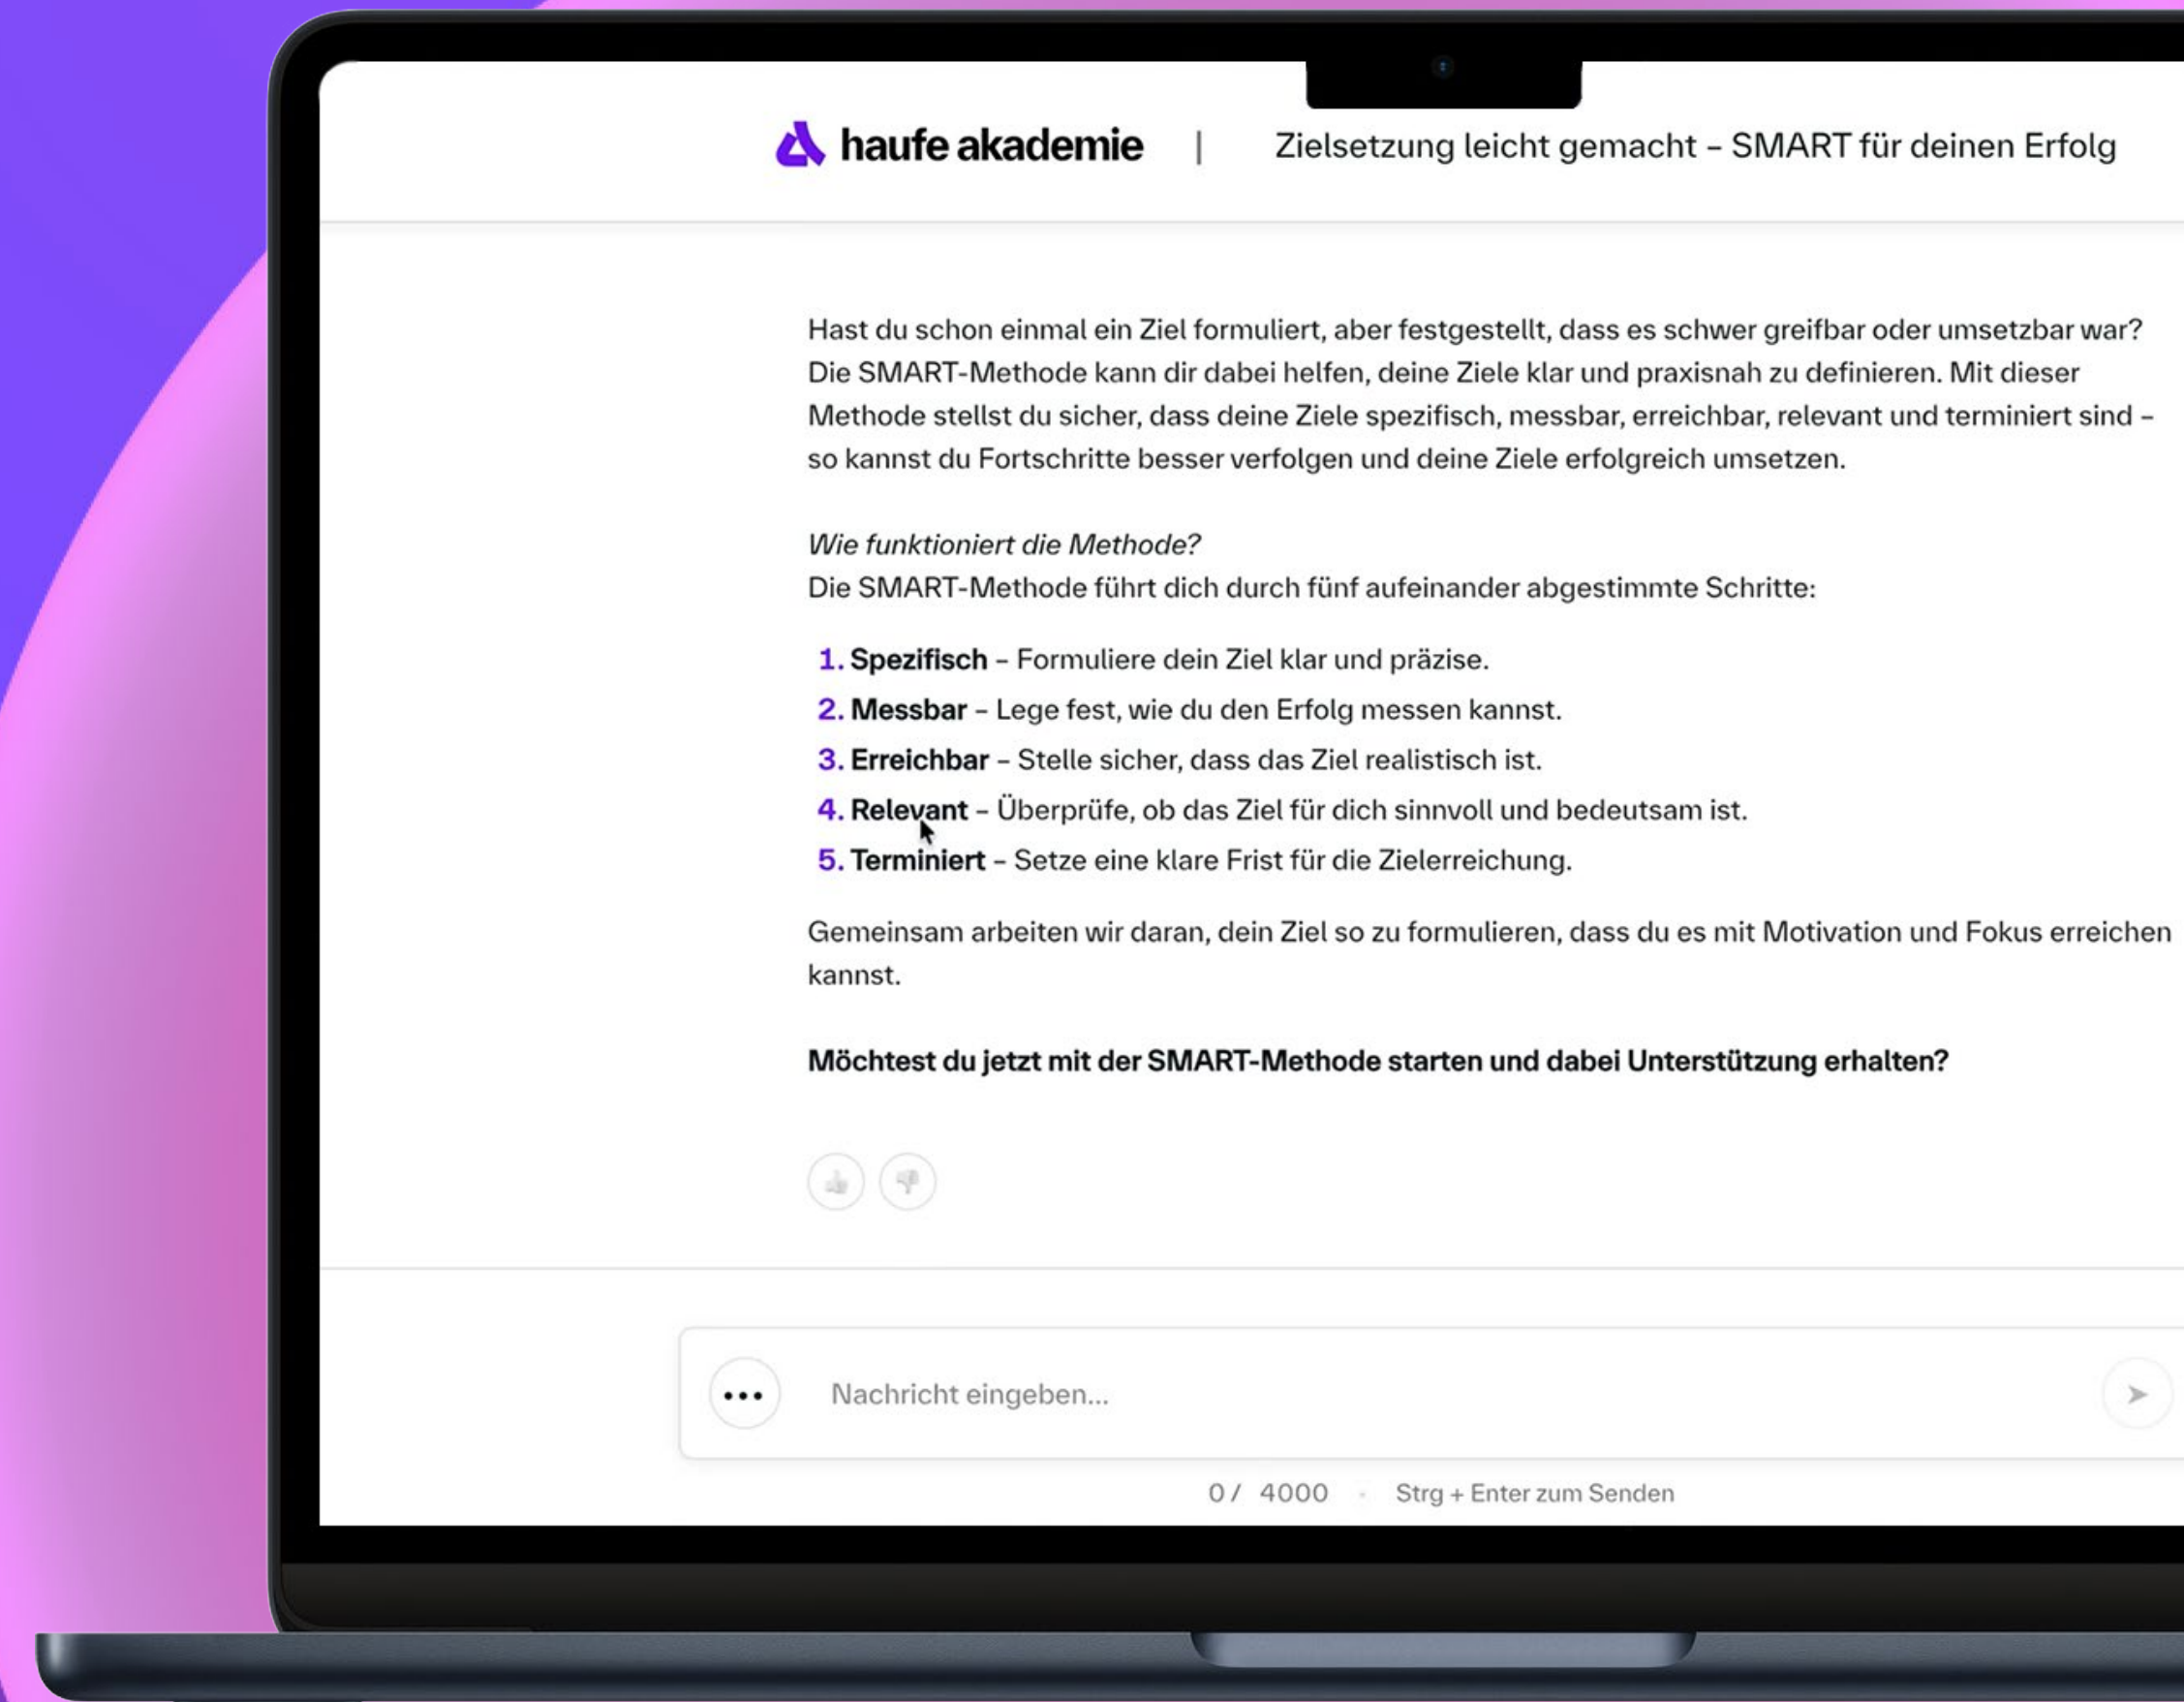 haufe akademie | Zielsetzung leicht gemacht – SMART für deinen Erfolg
Hast du schon einmal ein Ziel formuliert, aber festgestellt, dass es schwer greifbar oder umsetzbar war?
Die SMART-Methode kann dir dabei helfen, deine Ziele klar und praxisnah zu definieren. Mit dieser
Methode stellst du sicher, dass deine Ziele spezifisch, messbar, erreichbar, relevant und terminiert sind –
so kannst du Fortschritte besser verfolgen und deine Ziele erfolgreich umsetzen.
Wie funktioniert die Methode?
Die SMART-Methode führt dich durch fünf aufeinander abgestimmte Schritte:
1. Spezifisch – Formuliere dein Ziel klar und präzise.
2. Messbar – Lege fest, wie du den Erfolg messen kannst.
3. Erreichbar – Stelle sicher, dass das Ziel realistisch ist.
4. Relevant – Überprüfe, ob das Ziel für dich sinnvoll und bedeutsam ist.
5. Terminiert – Setze eine klare Frist für die Zielerreichung.
Gemeinsam arbeiten wir daran, dein Ziel so zu formulieren, dass du es mit Motivation und Fokus erreichen
kannst.
Möchtest du jetzt mit der SMART-Methode starten und dabei Unterstützung erhalten?
Nachricht eingeben...
0 / 4000 · Strg + Enter zum Senden